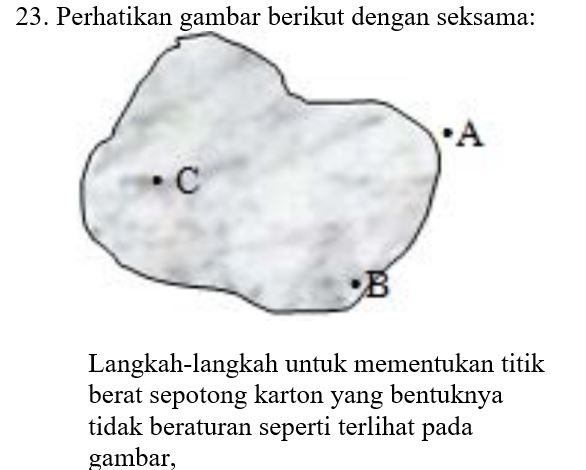 23. Perhatikan gambar berikut dengan seksama:
A
C
B
Langkah-langkah untuk mementukan titik
berat sepotong karton yang bentuknya
tidak beraturan seperti terlihat pada
gambar,